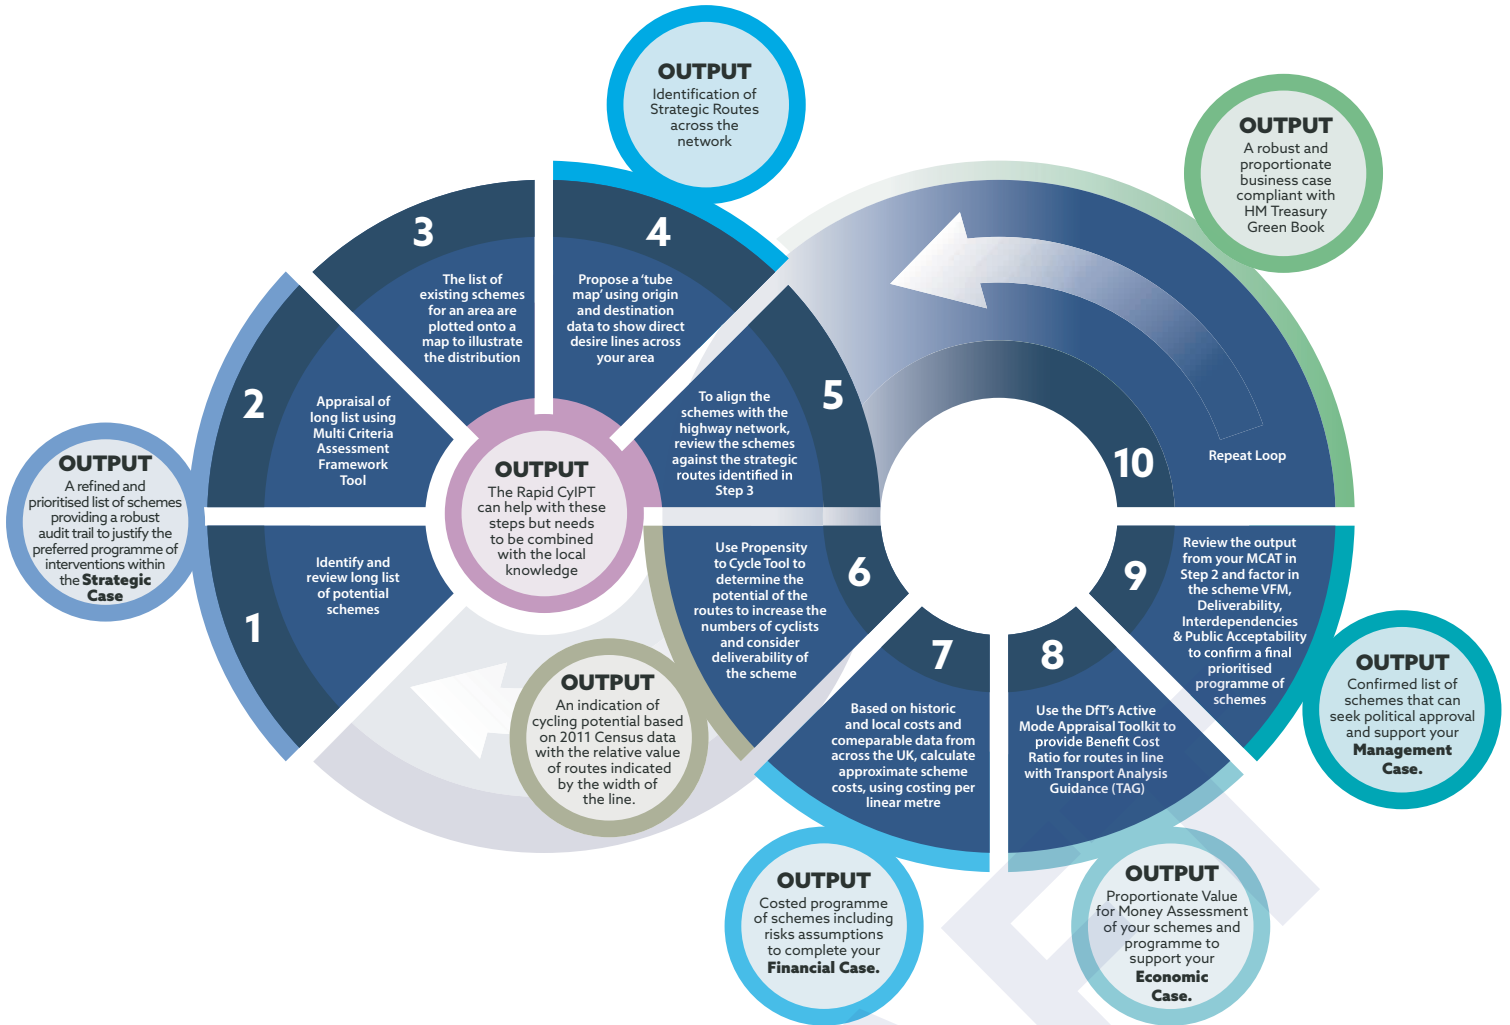 OUTPUT
Identification of
Strategic Routes
across the
network
OUTPUT
A robust and
proportionate
business case
compliant with
HM Treasury
Green Book
3
The list of
existing schemes
for an area are
plotted onto a
map to illustrate
the distribution
4
Propose a ‘tube
map’ using origin
and destination
data to show direct
desire lines across
your area
2
Appraisal of
long list using
Multi Criteria
Assessment
Framework
Tool
5
To align the
schemes with the
highway network,
review the schemes
against the strategic
routes identified in
Step 3
10
Repeat Loop
OUTPUT
A refined and
prioritised list of schemes
providing a robust
audit trail to justify the
preferred programme of
interventions within
the Strategic
Case
OUTPUT
The Rapid CyIPT
can help with these
steps but needs
to be combined
with the local
knowledge
1
Identify and
review long list
of potential
schemes
6
Use Propensity
to Cycle Tool to
determine the
potential of the
routes to increase the
numbers of cyclists
and consider
deliverability of
the scheme
9
Review the output
from your MCAT in
Step 2 and factor in
the scheme VFM,
Deliverability,
Interdependencies
& Public Acceptability
to confirm a final
prioritised
programme of
schemes
OUTPUT
An indication of
cycling potential based
on 2011 Census data
with the relative value
of routes indicated
by the width of
the line.
7
Based on historic
and local costs and
comeparable data from
across the UK, calculate
approximate scheme
costs, using costing per
linear metre
8
Use the DfT’s Active
Mode Appraisal Toolkit to
provide Benefit Cost
Ratio for routes in line
with Transport Analysis
Guidance (TAG)
OUTPUT
Confirmed list of
schemes that can
seek political approval
and support your
Management
Case.
OUTPUT
Costed programme
of schemes including
risks assumptions
to complete your
Financial Case.
OUTPUT
Proportionate Value
for Money Assessment
of your schemes and
programme to
support your
Economic
Case.